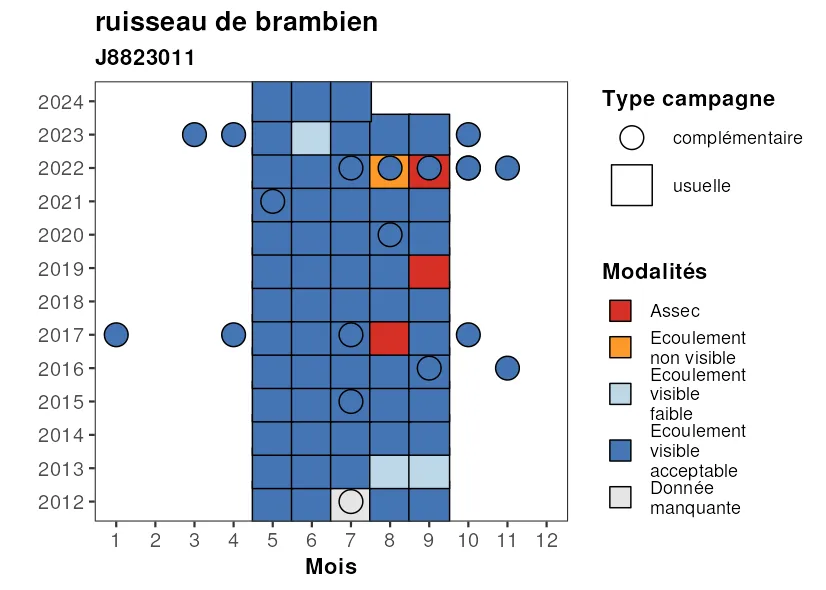 ruisseau de brambien
J8823011
2024
2023
2022
2021
2020
2019
2018
2017
2016
2015
2014
2013
2012
1 2 3 4 5 6 7 8 9 10 11 12
Mois
Type campagne
complémentaire
usuelle
Modalités
Assec
Ecoulement
non visible
Ecoulement
visible
faible
Ecoulement
visible
acceptable
Donnée
manquante